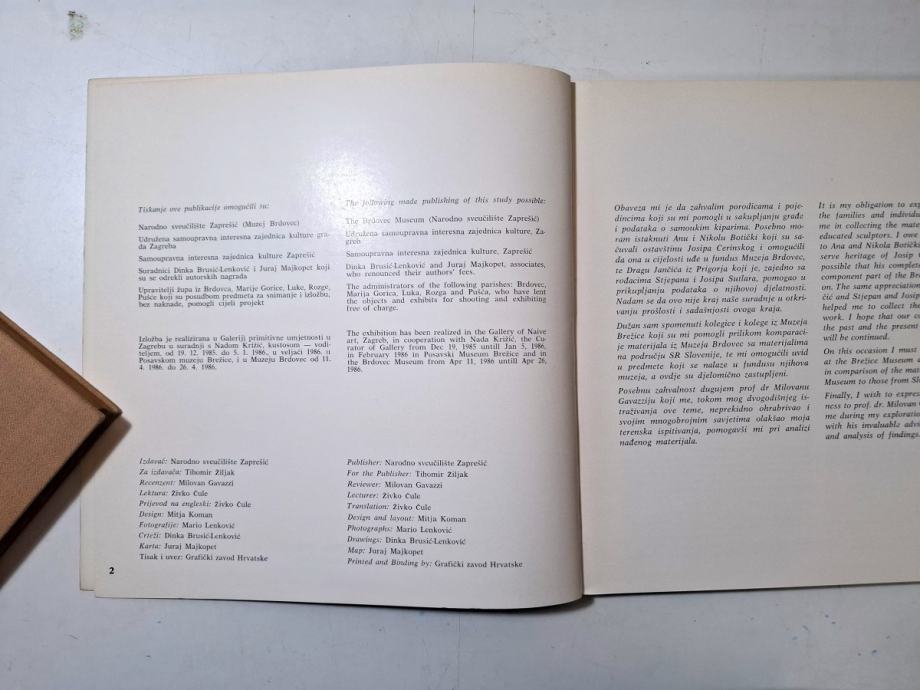 Tiskanje ove publikacije omogućili su:
Narodno sveučilište Zaprešić (Muzej Brdovec)
Udružena samoupravna interesna zajednica kulture gra-
da Zagreba
Samoupravna interesna zajednica kulture Zaprešić
Suradnici Dinka Brusić-Lenković i Juraj Majkopet koji
su se odrekli autorskih nagrada
Upravitelji župa iz Brdovca, Marije Gorice, Luke, Rozge,
Pušće koji su posudbom predmeta za snimanje i izložbu,
bez naknade, pomogli cijeli projekt
Izložba je realizirana u Galeriji primitivne umjetnosti u
Zagrebu u suradnji s Nadom Križić, kustosom — vodi-
teljem, od 19. 12. 1985. do 5. 1. 1986., u veljači 1986. u
Posavskom muzeju Brežice, i u Muzeju Brdovec od 11.
4. 1986. do 26. 4. 1986.
Izdavač: Narodno sveučilište Zaprešić
Za izdavača: Tihomir Žiljak
Recenzent: Milovan Gavazzi
Lektura: Živko Ćule
Prijevod na engleski: Živko Ćule
Design: Mitja Koman
Fotografije: Mario Lenković
Crteži: Dinka Brusić-Lenković
Karta: Juraj Majkopet
Tisak i uvez: Grafički zavod Hrvatske
2
The following made publishing of this study possible:
The Brdovec Museum (Narodno sveučilište Zaprešić)
Udružena samoupravna interesna zajednica kulture, Za-
greb
Samoupravna interesna zajednica kulture, Zaprešić
Dinka Brusić-Lenković and Juraj Majkopet, associates,
who renounced their authors' fees.
The administrators of the following parishes: Brdovec,
Marija Gorica, Luka, Rozga and Pušća, who have lent
the objects and exhibits for shooting and exhibiting
free of charge.
The exhibition has been realized in the Gallery of Naive
art, Zagreb, in cooperation with Nada Križić, the Cu-
rator of Gallery from Dec 19, 1985 untill Jan 5, 1986,
in February 1986 in Posavski Museum Brežice and in
the Brdovec Museum from Apr 11, 1986 untill Apr 26,
1986.
Publisher: Narodno sveučilište Zaprešić
For the Publisher: Tihomir Žiljak
Reviewer: Milovan Gavazzi
Lecturer: Živko Ćule
Translation: Živko Ćule
Design and layout: Mitja Koman
Photographs: Mario Lenković
Drawings: Dinka Brusić-Lenković
Map: Juraj Majkopet
Printed and Binding by: Grafički zavod Hrvatske
Obaveza mi je da zahvalim porodicama i poje-
dincima koji su mi pomogli u sakupljanju građe
i podataka o samoukim kiparima. Posebno mo-
ram istaknuti Anu i Nikolu Botički koji su sa-
čuvali ostavštinu Josipa Cerinskog i omogućili
da ona u cijelosti uđe u fundus Muzeja Brdovec,
te Dragu Jančića iz Prigorja koji je, zajedno sa
rođacima Stjepana i Josipa Sutlara, pomogao u
prikupljanju podataka o njihovoj djelatnosti.
Nadam se da ovo nije kraj naše suradnje u otkri-
vanju prošlosti i sadašnjosti ovoga kraja.
Dužan sam spomenuti kolegice i kolege iz Muzeja
Brežice koji su mi pomogli prilikom komparaci-
je materijala iz Muzeja Brdovec sa materijalima
na području SR Slovenije, te mi omogućili uvid
u predmete koji se nalaze u fundusu njihova
muzeja, a ovdje su djelomično zastupljeni.
Posebnu zahvalnost dugujem prof dr Milovanu
Gavazziju koji me, tokom mog dvogodišnjeg is-
traživanja ove teme, neprekidno ohrabrivao i
svojim mnogobrojnim savjetima olakšao moja
terenska ispitivanja, pomogavši mi pri analizi
nađenog materijala.
It is my obligation to
the families and
me in collecting the
educated sculptors. I owe
to Ana and Nikola
serve heritage of Josip
possible that his
component part of the
on. The same
čić and Stjepan and
helped me to collect the
work. I hope that our
the past and the present
will be continued.
On this occasion I must
at the Brežice Museum
in comparison of the
Museum to those from
Finally, I wish to
ness to prof. dr. Milovan
me during my
with his invaluable
and analysis of findings.